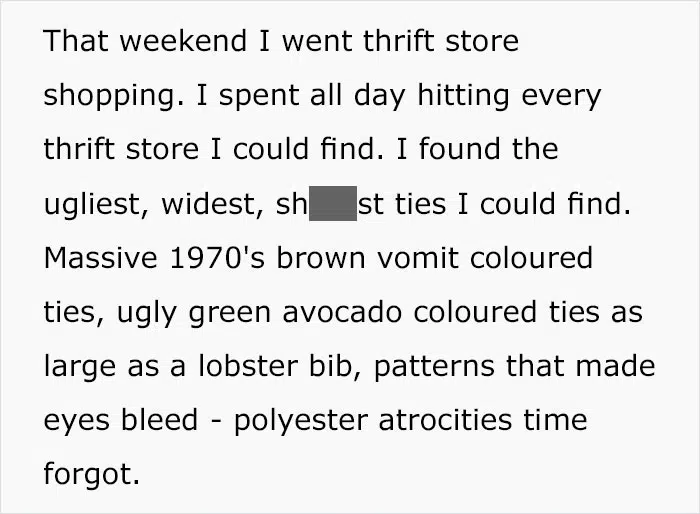 That weekend I went thrift store
shopping. I spent all day hitting every
thrift store I could find. I found the
ugliest, widest, sh st ties I could find.
Massive 1970's brown vomit coloured
ties, ugly green avocado coloured ties as
large as a lobster bib, patterns that made
eyes bleed - polyester atrocities time
forgot.